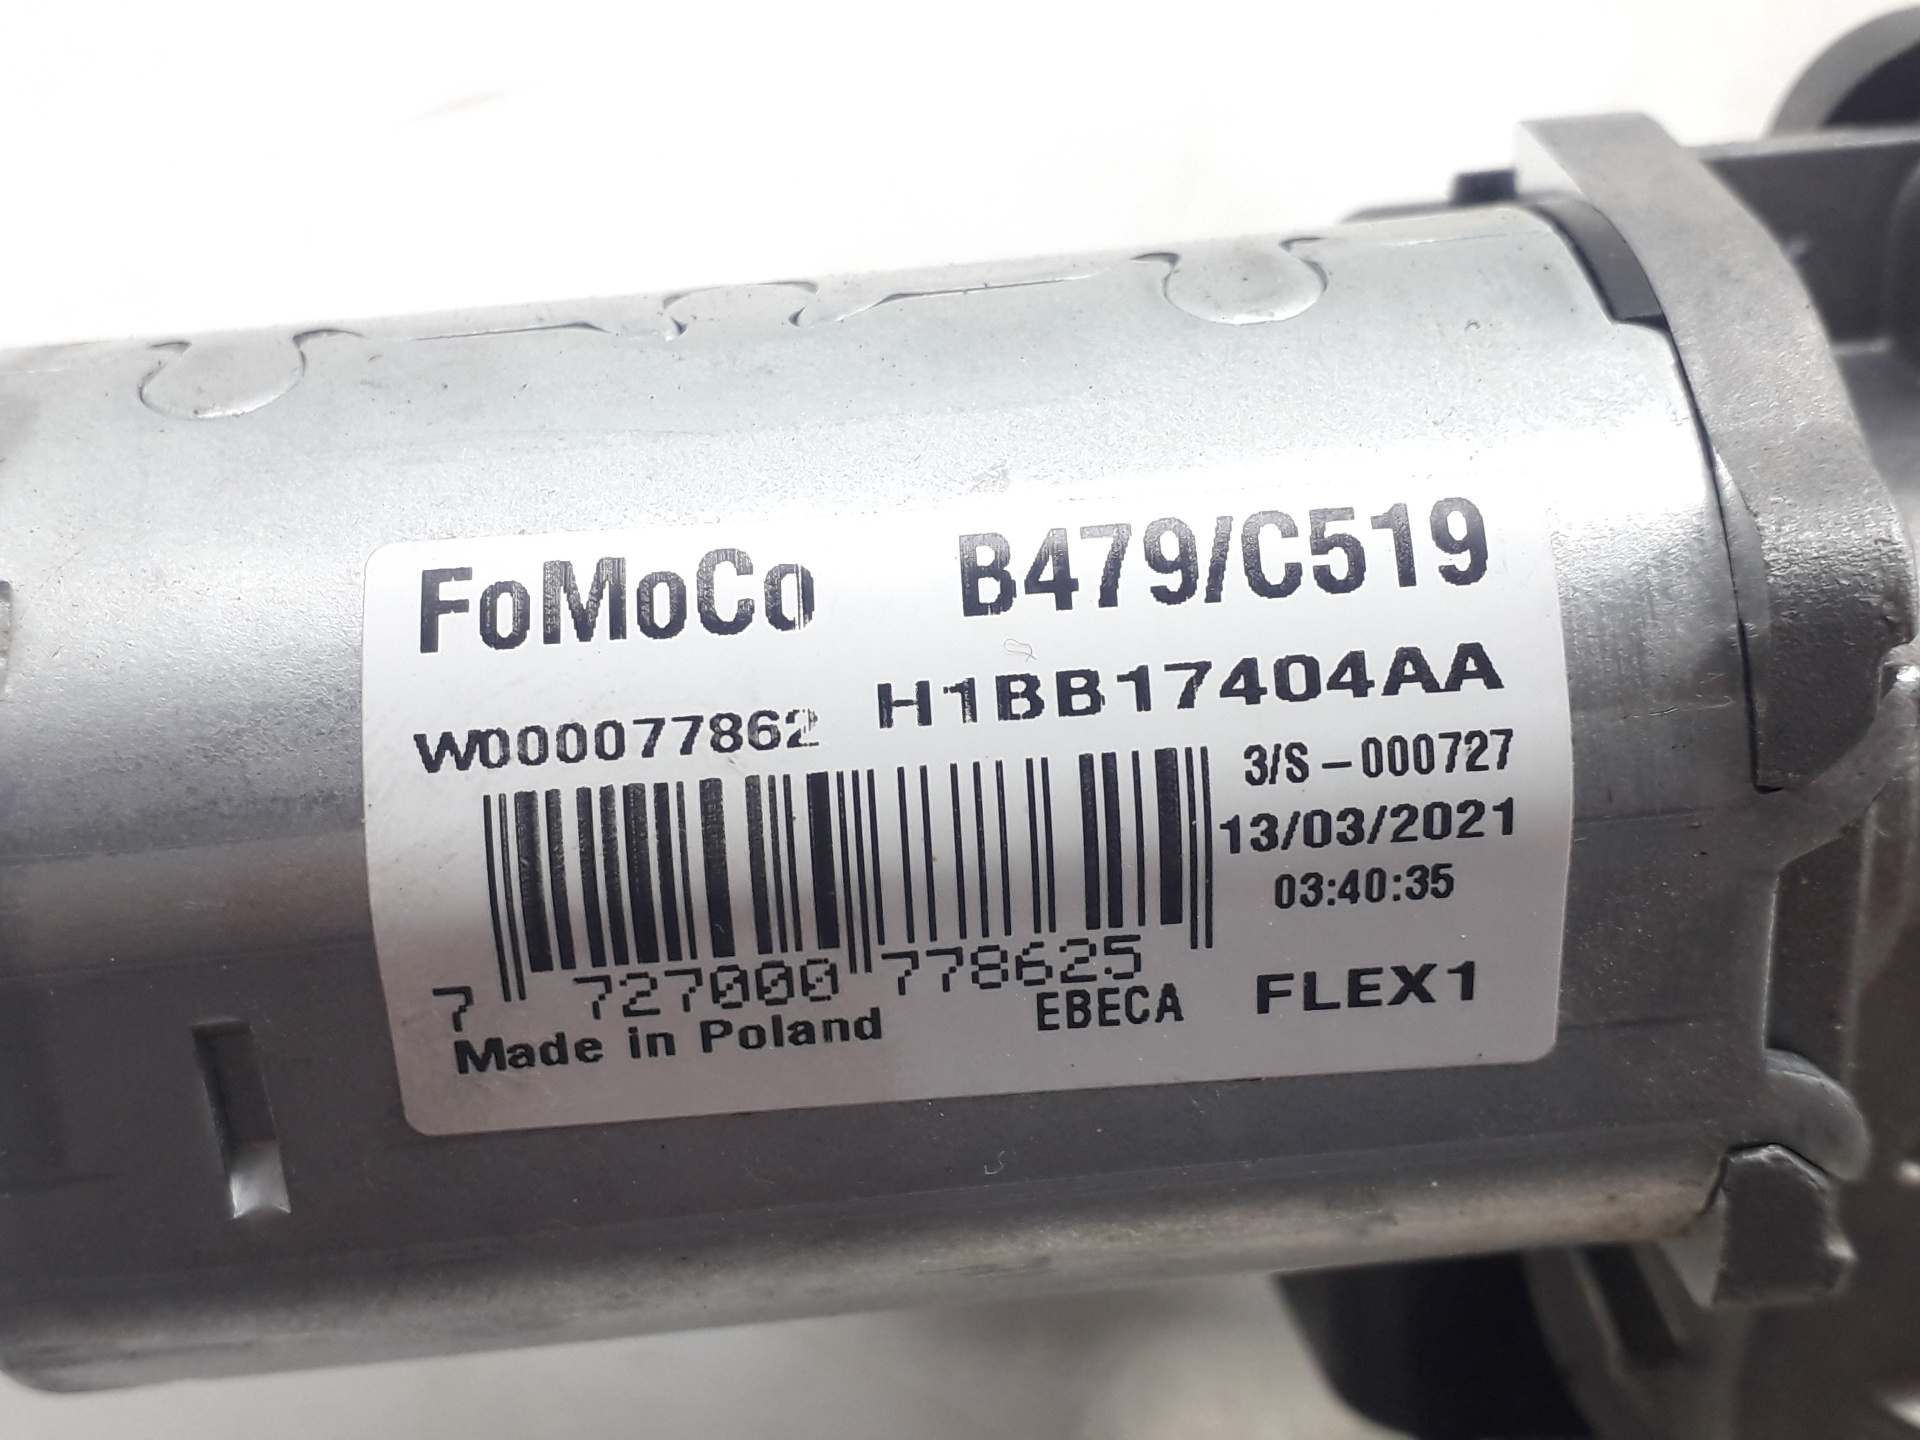 FoMoCo B479/C519
W000077862 H1BB17404AA
3/S-000727
13/03/2021
03:40:35
7 727000 778625
Made in Poland EBECA FLEX1